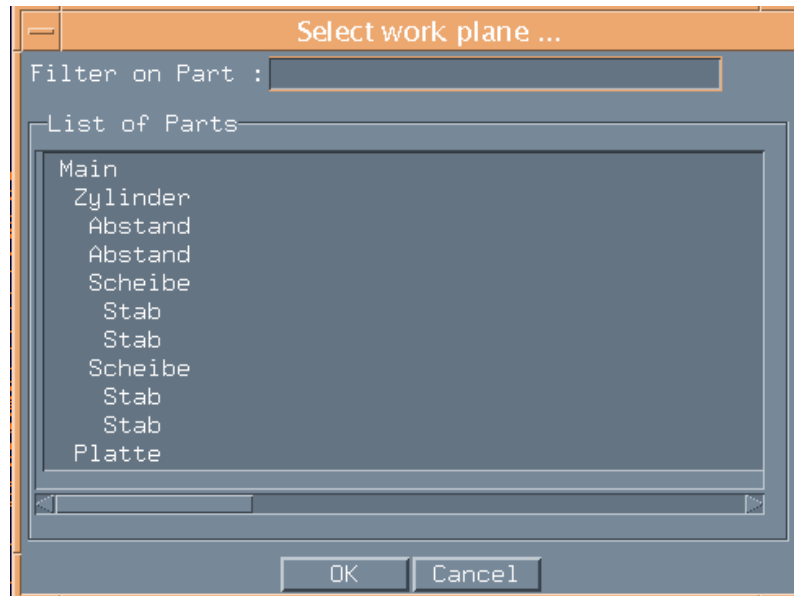 Select work plane ...
Filter on Part :
List of Parts
Main
Zylinder
Abstand
Abstand
Scheibe
Stab
Stab
Scheibe
Stab
Stab
Platte
OK Cancel